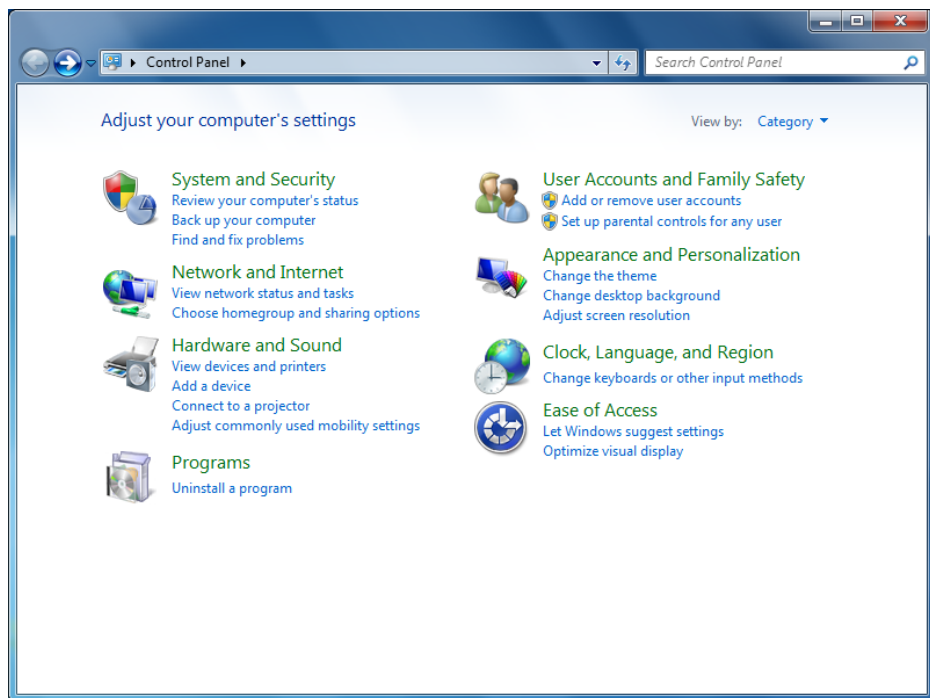 Control Panel
Search Control Panel
Adjust your computer's settings
View by: Category
System and Security
Review your computer's status
Back up your computer
Find and fix problems
Network and Internet
View network status and tasks
Choose homegroup and sharing options
Hardware and Sound
View devices and printers
Add a device
Connect to a projector
Adjust commonly used mobility settings
Programs
Uninstall a program
User Accounts and Family Safety
Add or remove user accounts
Set up parental controls for any user
Appearance and Personalization
Change the theme
Change desktop background
Adjust screen resolution
Clock, Language, and Region
Change keyboards or other input methods
Ease of Access
Let Windows suggest settings
Optimize visual display